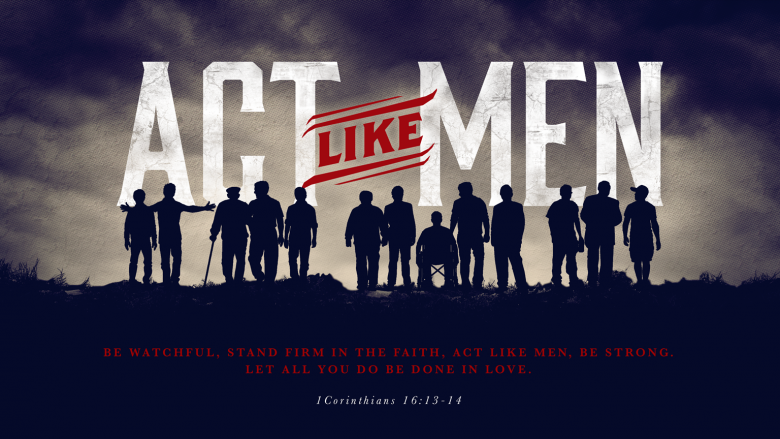 ACT LIKE MEN
BE WATCHFUL, STAND FIRM IN THE FAITH, ACT LIKE MEN, BE STRONG.
LET ALL YOU DO BE DONE IN LOVE.
1Corinthians 16:13-14